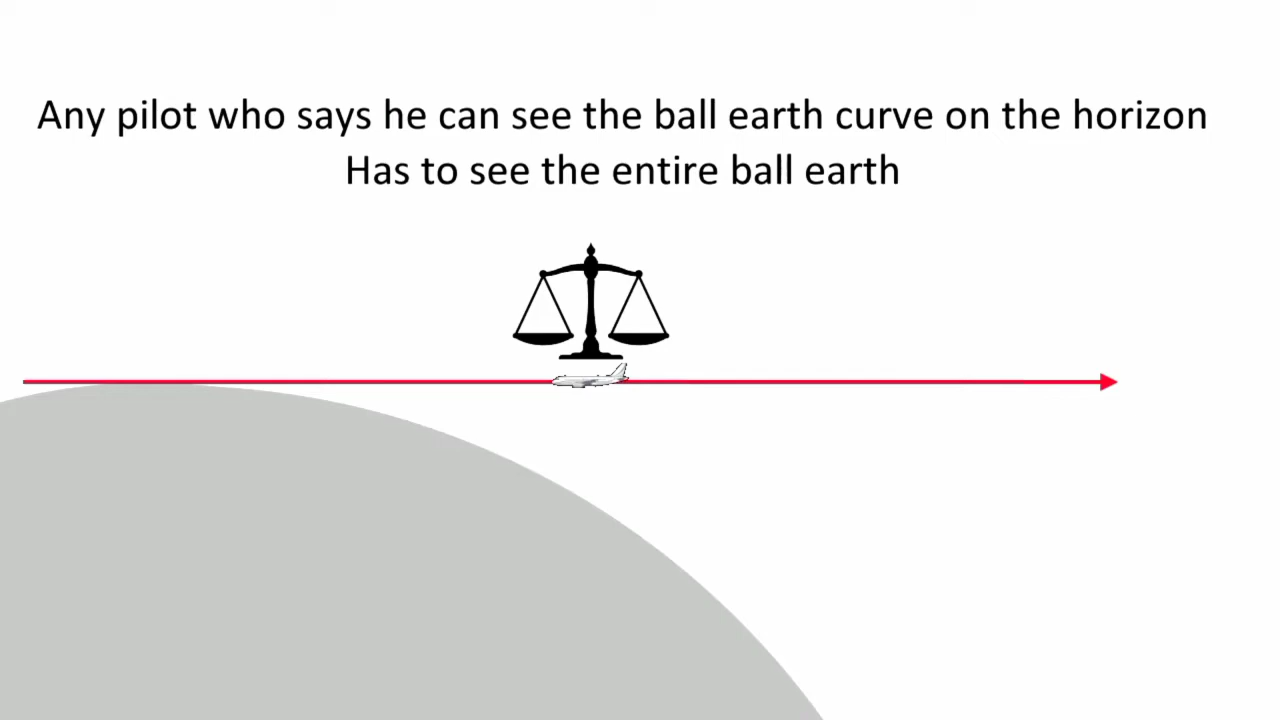 Any pilot who says he can see the ball earth curve on the horizon
Has to see the entire ball earth